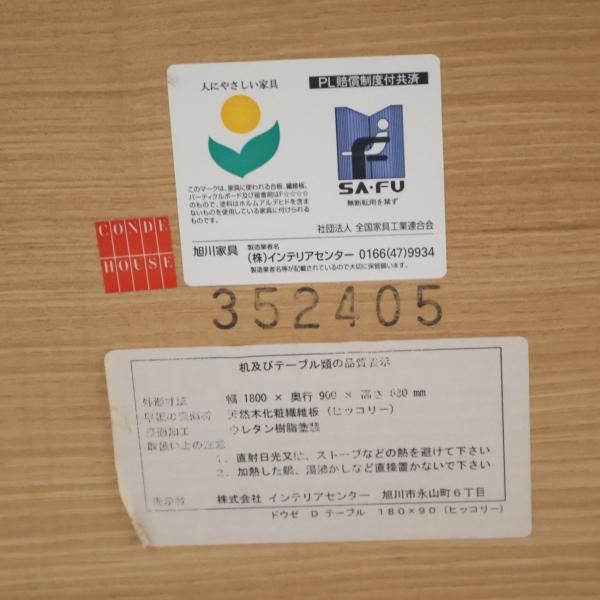 人にやさしい家具
このマークは、家具に使われる合板、繊維板、
パーティクルボード及び接着剤はF☆☆☆☆
のもので、塗料はホルムアルデヒドを含ま
ないものを使用している家具に付けられる
ものです。
PL賠償制度付共済
F
SA・FU
無断転用を禁ず
社団法人 全国家具工業連合会
旭川家具
製造業者名
(株)インテリアセンター 0166(47)9934
製造業者名等が記載されているので大切に保管願います。
CONDE
HOUSE
352405
机及びテーブル類の品質表示
外形寸法 幅 1800 × 奥行 900 × 高さ 620 mm
天然木化粧繊維板 (ヒッコリー)
表面加工 ウレタン樹脂塗装
取扱い上の注意
1. 直射日光又は、ストーブなどの熱を避けて下さい
2. 加熱した鍋、湯沸かしなど直接置かないで下さい
表示者 株式会社 インテリアセンター 旭川市永山町6丁目
ドウゼ D テーブル 180×90 (ヒッコリー)